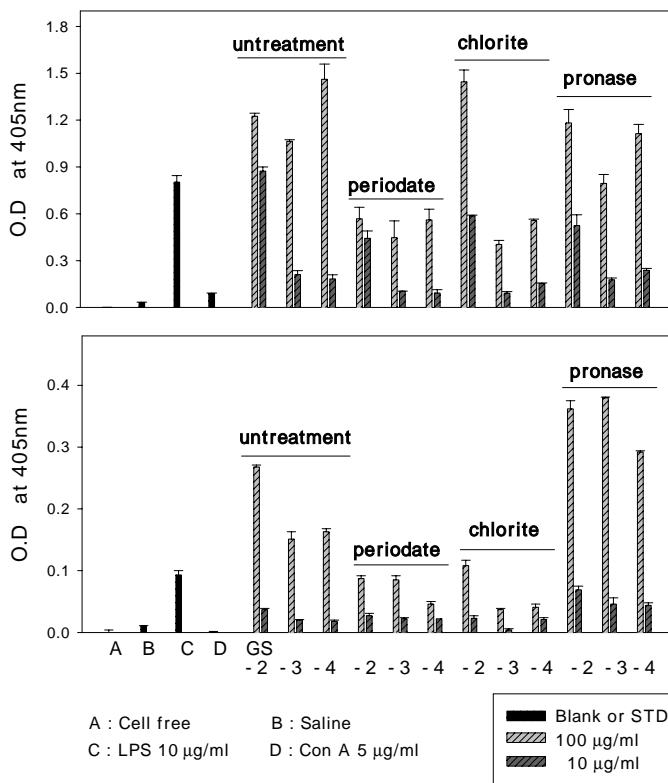 1.8
1.5
1.2
0.9
0.6
0.3
0.0
O.D at 405nm
untreatment
periodate
chlorite
pronase
0.4
0.3
0.2
0.1
0.0
O.D at 405nm
untreatment
periodate
chlorite
pronase
A B C D GS
- 2 - 3 - 4 - 2 - 3 - 4 - 2 - 3 - 4 - 2 - 3 - 4
A : Cell free B : Saline
C : LPS 10 µg/ml D : Con A 5 µg/ml
Blank or STD
100 µg/ml
10 µg/ml